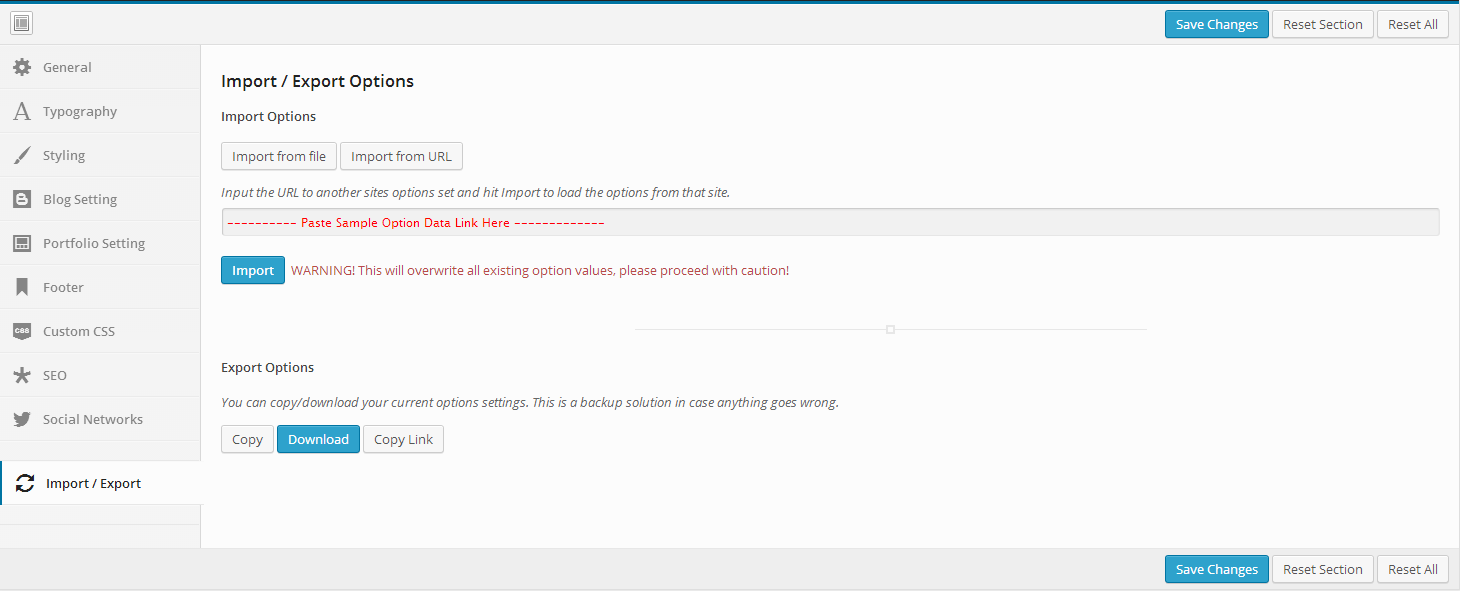 Save Changes Reset Section Reset All
General
Typography
Styling
Blog Setting
Portfolio Setting
Footer
Custom CSS
SEO
Social Networks
Import / Export
Import / Export Options
Import Options
Import from file Import from URL
Input the URL to another sites options set and hit Import to load the options from that site.
---------- Paste Sample Option Data Link Here -------------
Import WARNING! This will overwrite all existing option values, please proceed with caution!
Export Options
You can copy/download your current options settings. This is a backup solution in case anything goes wrong.
Copy Download Copy Link
Save Changes Reset Section Reset All